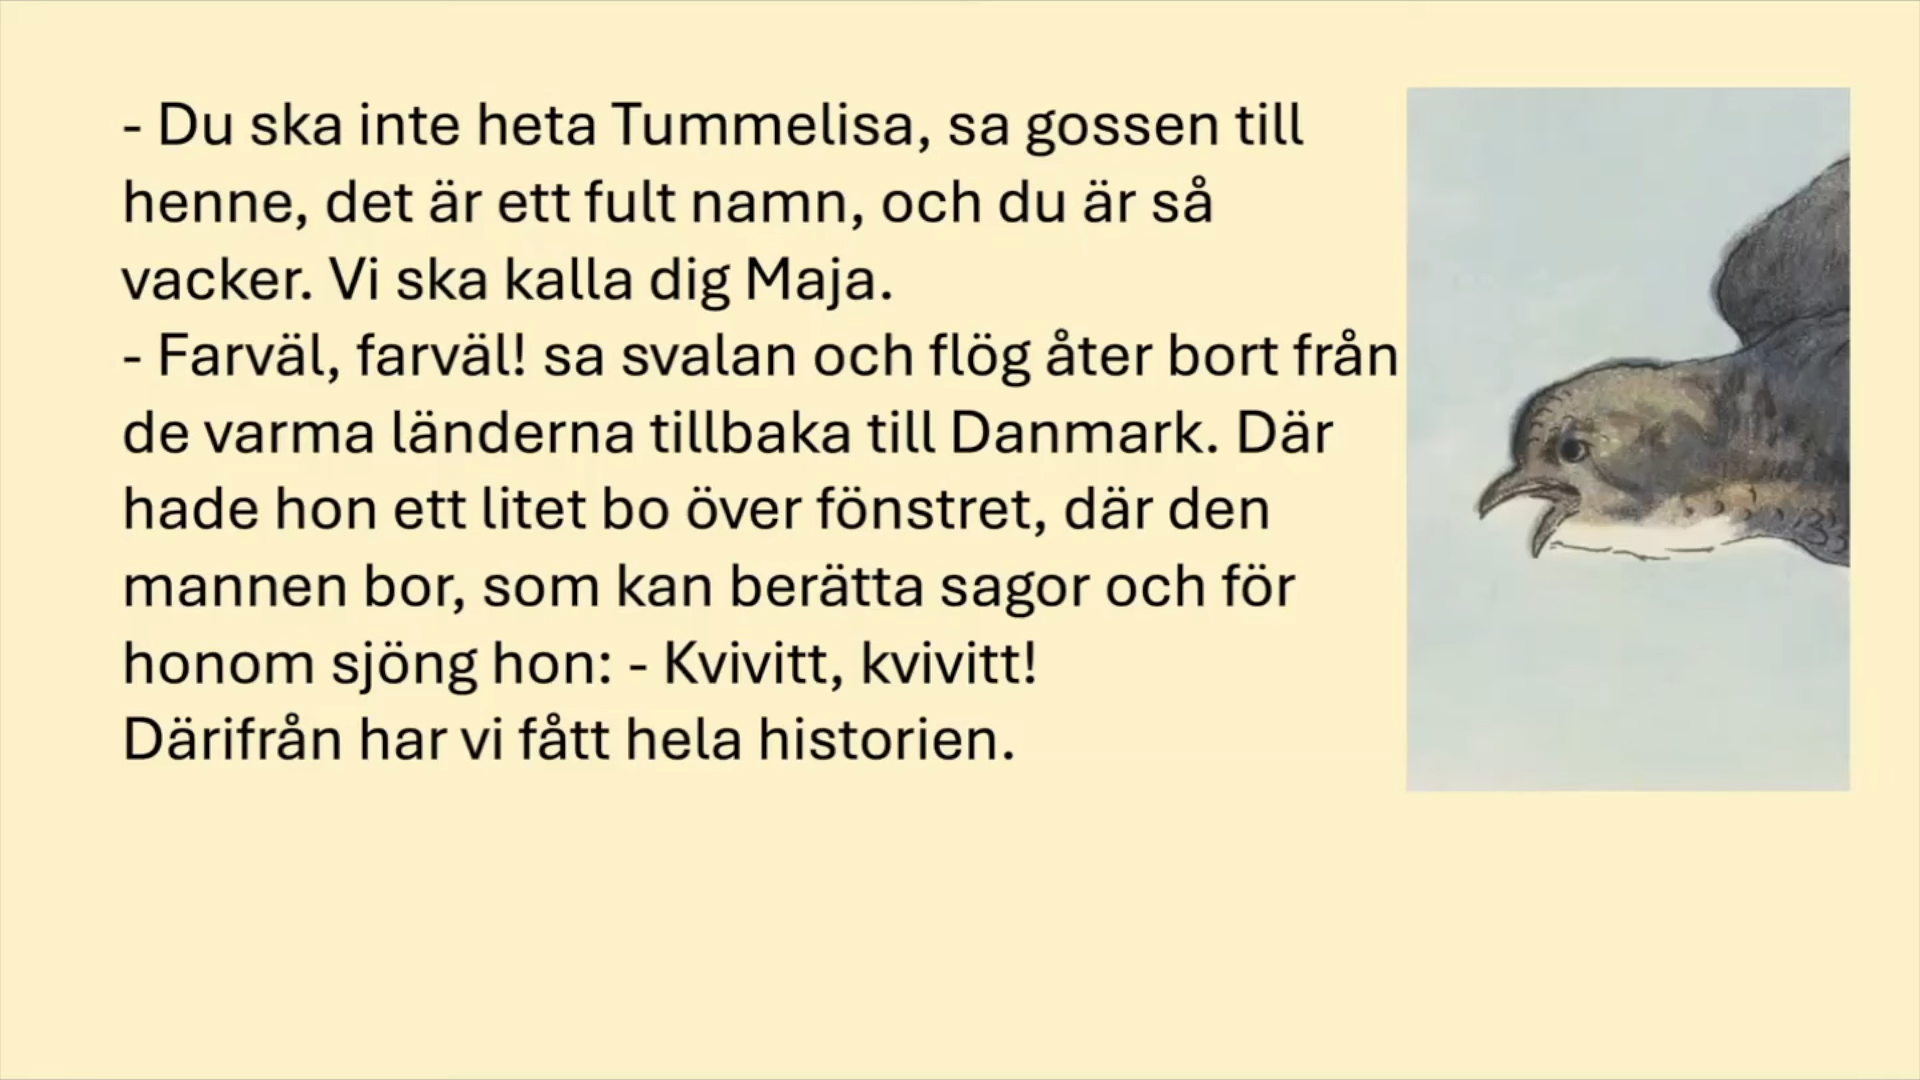 - Du ska inte heta Tummelisa, sa gossen till
henne, det är ett fult namn, och du är så
vacker. Vi ska kalla dig Maja.
- Farväl, farväl! sa svalan och flög åter bort från
de varma länderna tillbaka till Danmark. Där
hade hon ett litet bo över fönstret, där den
mannen bor, som kan berätta sagor och för
honom sjöng hon: - Kvivitt, kvivitt!
Därifrån har vi fått hela historien.